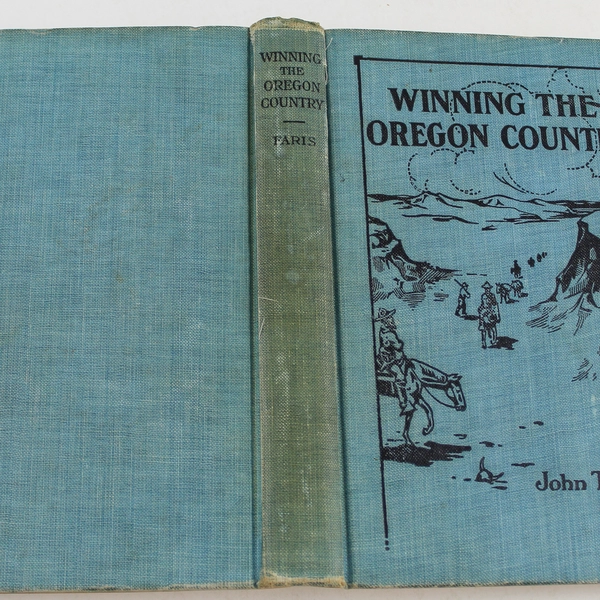 WINNING
THE
OREGON
COUNTRY
FARIS
WINNING THE
OREGON COUNT
John T